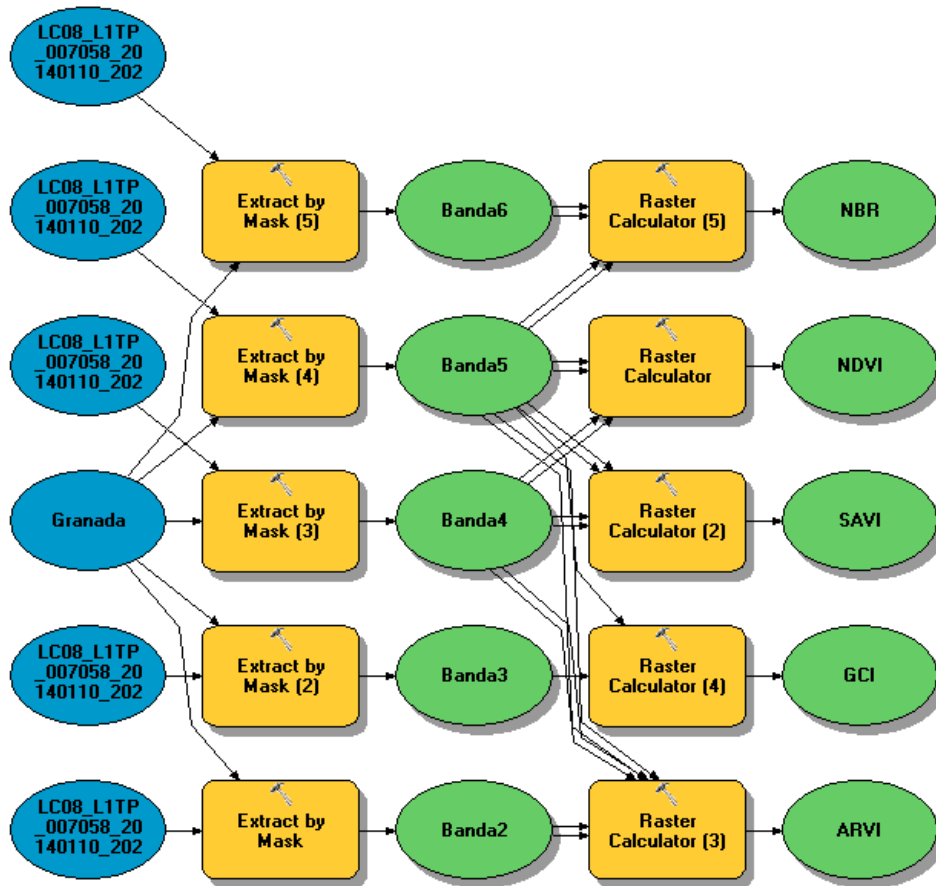 LC08_L1TP
_007058_20
140110_202
LC08_L1TP
_007058_20
140110_202
Extract by
Mask (5)
Banda6
Raster
Calculator (5)
NBR
LC08_L1TP
_007058_20
140110_202
Extract by
Mask (4)
Banda5
Raster
Calculator
NDVI
Granada
Extract by
Mask (3)
Banda4
Raster
Calculator (2)
SAVI
LC08_L1TP
_007058_20
140110_202
Extract by
Mask (2)
Banda3
Raster
Calculator (4)
GCI
LC08_L1TP
_007058_20
140110_202
Extract by
Mask
Banda2
Raster
Calculator (3)
ARVI